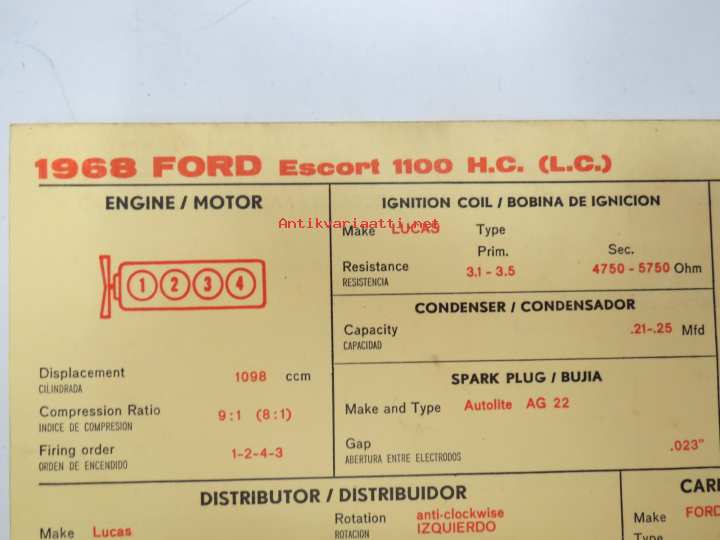 1968 FORD Escort 1100 H.C. (L.C.)
ENGINE / MOTOR
1 2 3 4
Displacement 1098 ccm
CILINDRADA
Compression Ratio 9:1 (8:1)
INDICE DE COMPRESION
Firing order 1-2-4-3
ORDEN DE ENCENDIDO
IGNITION COIL / BOBINA DE IGNICION
Antikvariaatti.net
Make LUCAS Type
Prim. Sec.
Resistance 3.1 - 3.5 4750 - 5750 Ohm
RESISTENCIA
CONDENSER / CONDENSADOR
Capacity .21-.25 Mfd
CAPACIDAD
SPARK PLUG / BUJIA
Make and Type Autolite AG 22
Gap .023"
ABERTURA ENTRE ELECTRODOS
DISTRIBUTOR / DISTRIBUIDOR
Make Lucas
Rotation anti-clockwise
ROTACION IZQUIERDO
CAR
Make FORD
Type